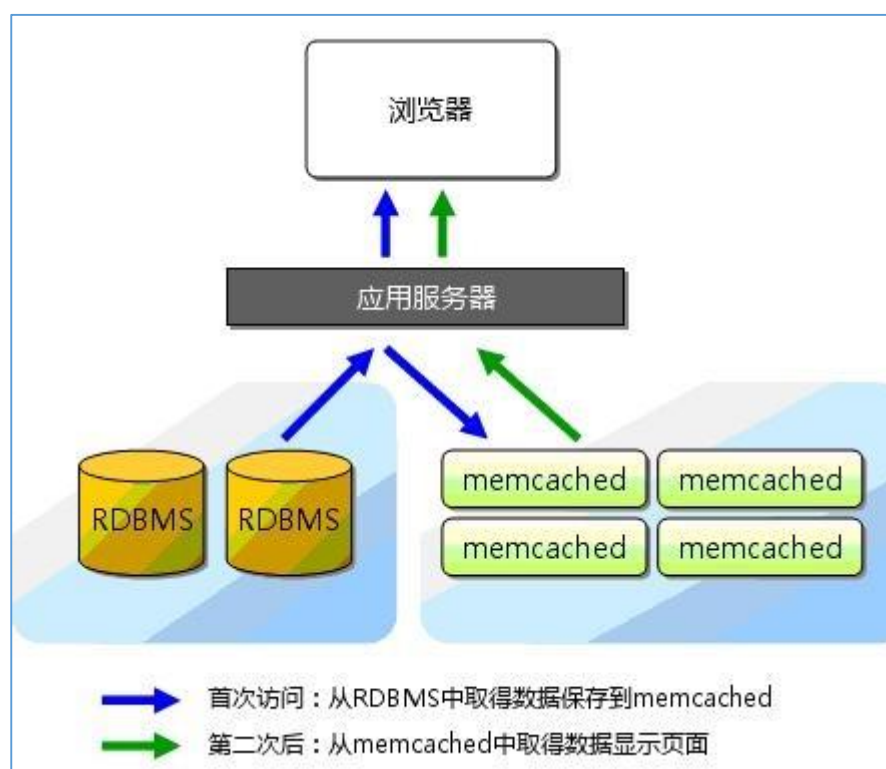 浏览器
应用服务器
RDBMS
RDBMS
memcached
memcached
memcached
memcached
首次访问：从RDBMS中取得数据保存到memcached
第二次后：从memcached中取得数据显示页面